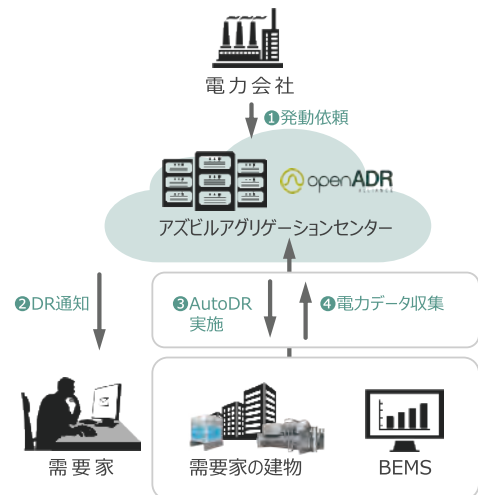 電力会社
❶発動依頼
openADR
ALLIANCE
アズビルアグリゲーションセンター
❷DR通知
❸AutoDR
実施
❹電力データ収集
需要家
需要家の建物
BEMS